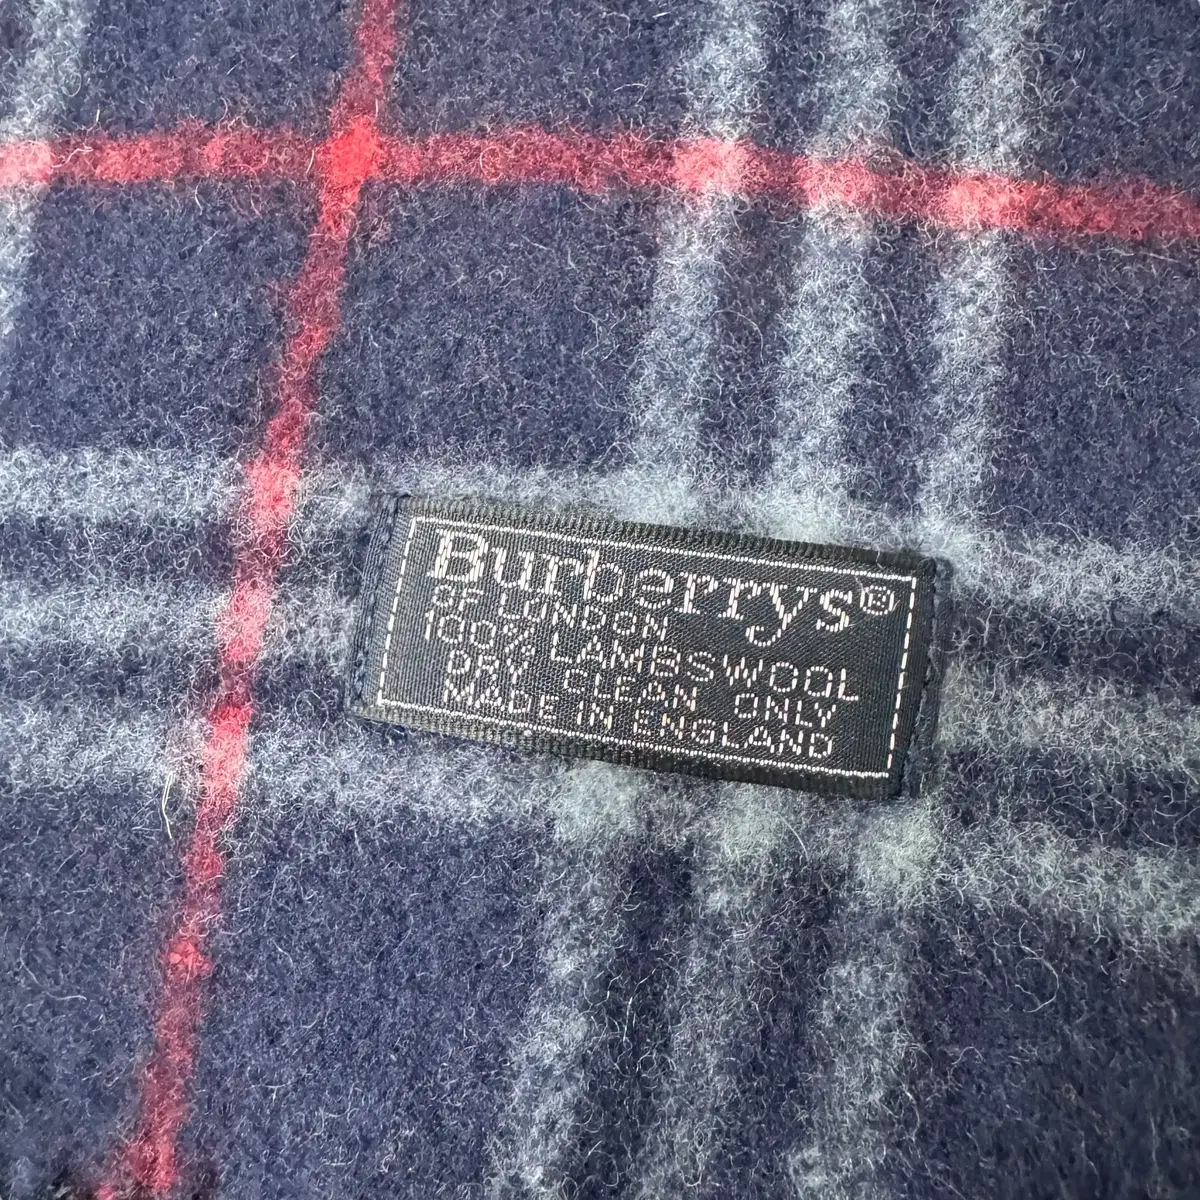 Burberrys®
OF LONDON
100% LAMBSWOOL
DRY CLEAN ONLY
MADE IN ENGLAND